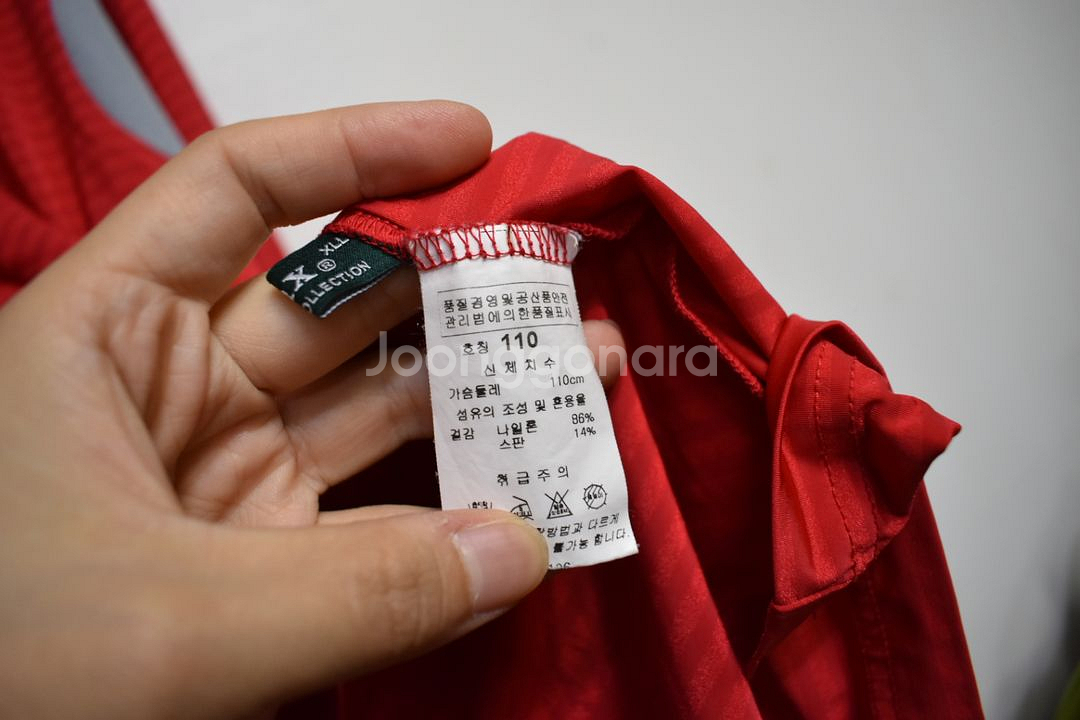 XLL
X ®
OLLECTION
품질경영및공산품안전
관리법에의한품질표시
호칭 110
신체치수
가슴둘레 110cm
섬유의 조성 및 혼용율
겉감 나일론 86%
스판 14%
취급주의
방법과 다르게
불가능 합니다.
Joonggonara